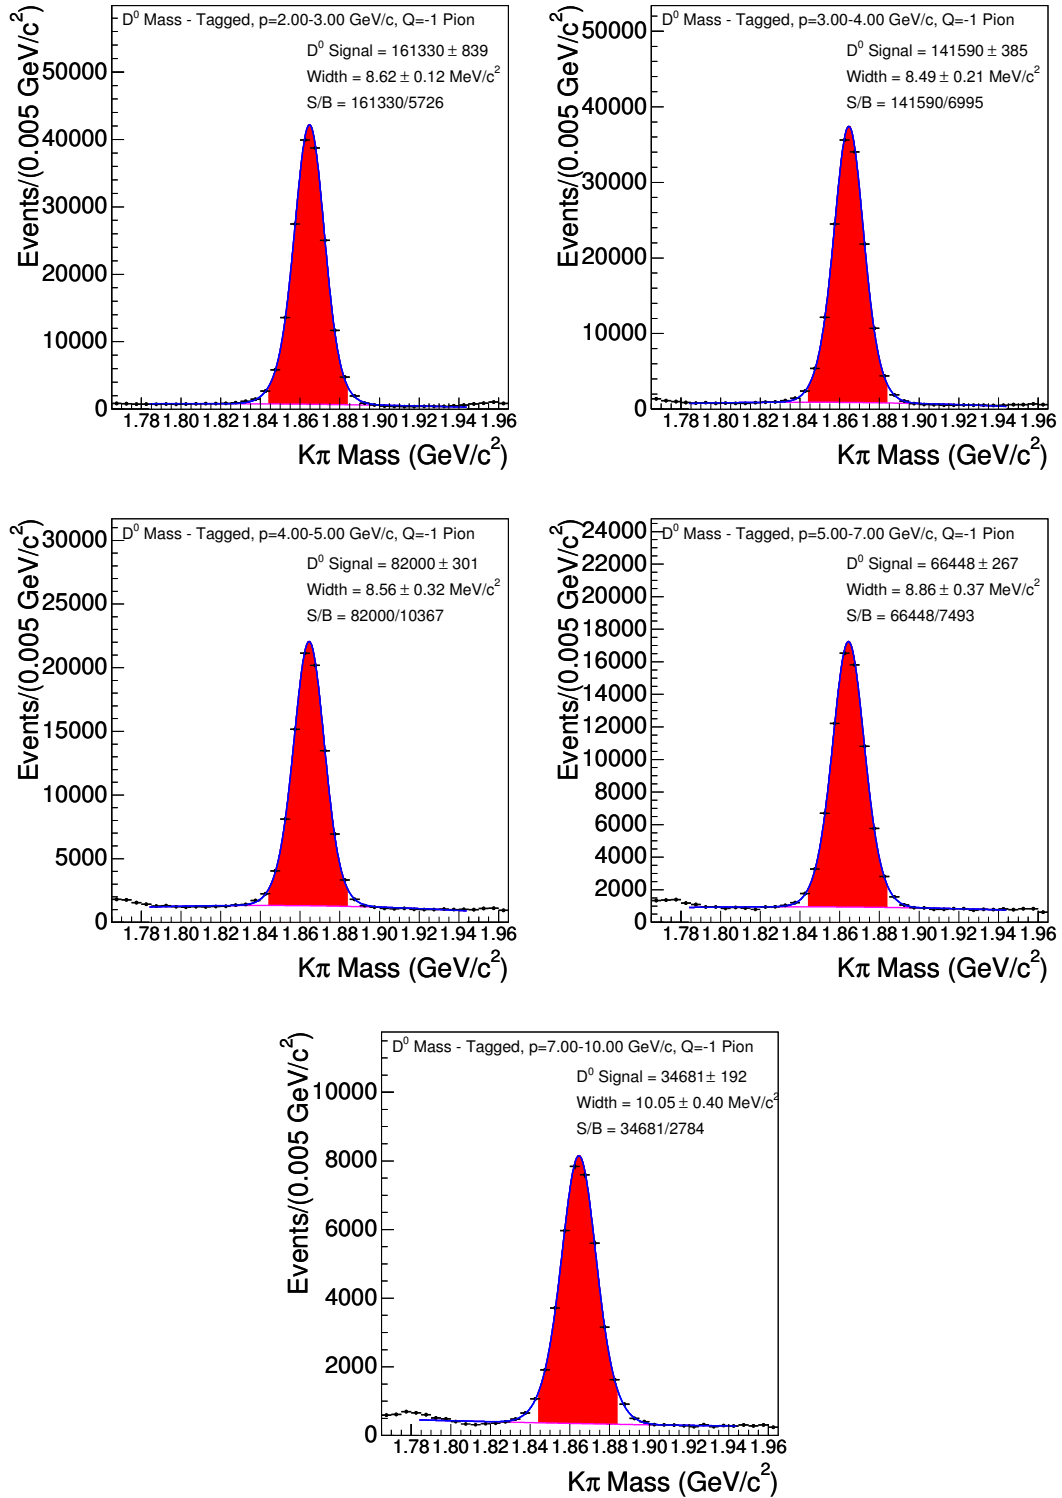 D⁰ Mass - Tagged, p=2.00-3.00 GeV/c, Q=-1 Pion
D⁰ Signal = 161330 ± 839
Width = 8.62 ± 0.12 MeV/c²
S/B = 161330/5726
Events/(0.005 GeV/c²)
50000
40000
30000
20000
10000
0
1.78 1.80 1.82 1.84 1.86 1.88 1.90 1.92 1.94 1.96
Kπ Mass (GeV/c²)
D⁰ Mass - Tagged, p=3.00-4.00 GeV/c, Q=-1 Pion
D⁰ Signal = 141590 ± 385
Width = 8.49 ± 0.21 MeV/c²
S/B = 141590/6995
Events/(0.005 GeV/c²)
50000
40000
30000
20000
10000
0
1.78 1.80 1.82 1.84 1.86 1.88 1.90 1.92 1.94 1.96
Kπ Mass (GeV/c²)
D⁰ Mass - Tagged, p=4.00-5.00 GeV/c, Q=-1 Pion
D⁰ Signal = 82000 ± 301
Width = 8.56 ± 0.32 MeV/c²
S/B = 82000/10367
Events/(0.005 GeV/c²)
30000
25000
20000
15000
10000
5000
0
1.78 1.80 1.82 1.84 1.86 1.88 1.90 1.92 1.94 1.96
Kπ Mass (GeV/c²)
D⁰ Mass - Tagged, p=5.00-7.00 GeV/c, Q=-1 Pion
D⁰ Signal = 66448 ± 267
Width = 8.86 ± 0.37 MeV/c²
S/B = 66448/7493
Events/(0.005 GeV/c²)
24000
22000
20000
18000
16000
14000
12000
10000
8000
6000
4000
2000
0
1.78 1.80 1.82 1.84 1.86 1.88 1.90 1.92 1.94 1.96
Kπ Mass (GeV/c²)
D⁰ Mass - Tagged, p=7.00-10.00 GeV/c, Q=-1 Pion
D⁰ Signal = 34681 ± 192
Width = 10.05 ± 0.40 MeV/c²
S/B = 34681/2784
Events/(0.005 GeV/c²)
10000
8000
6000
4000
2000
0
1.78 1.80 1.82 1.84 1.86 1.88 1.90 1.92 1.94 1.96
Kπ Mass (GeV/c²)